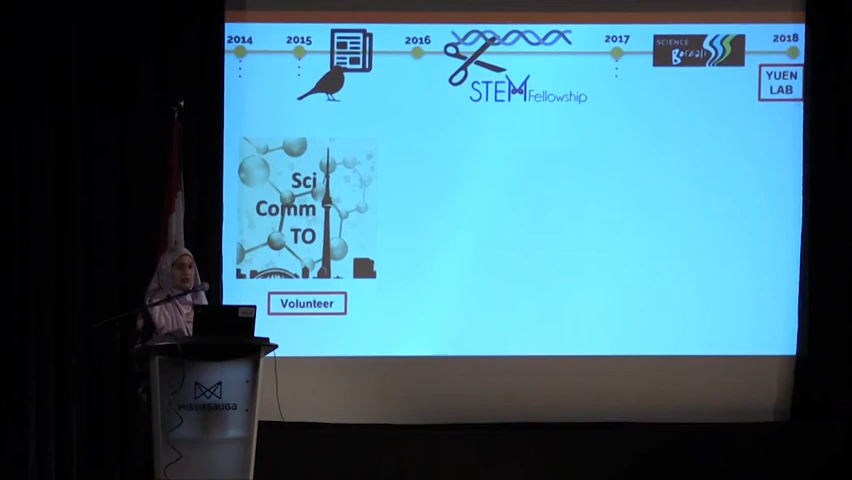 2014
2015
2016
2017
2018
SCIENCE
Borealis
STEM Fellowship
YUEN
LAB
Sci
Comm
TO
Volunteer
MISSISSAUGA